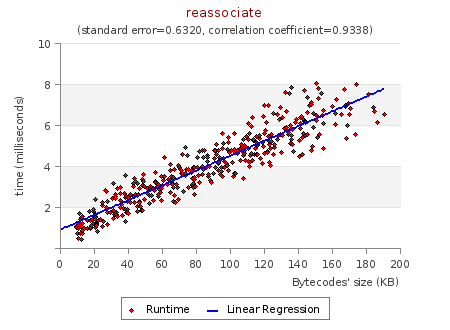 reassociate
(standard error=0.6320, correlation coefficient=0.9338)
10
8
6
4
2
time (milliseconds)
0 20 40 60 80 100 120 140 160 180 200
Bytecodes' size (KB)
Runtime Linear Regression